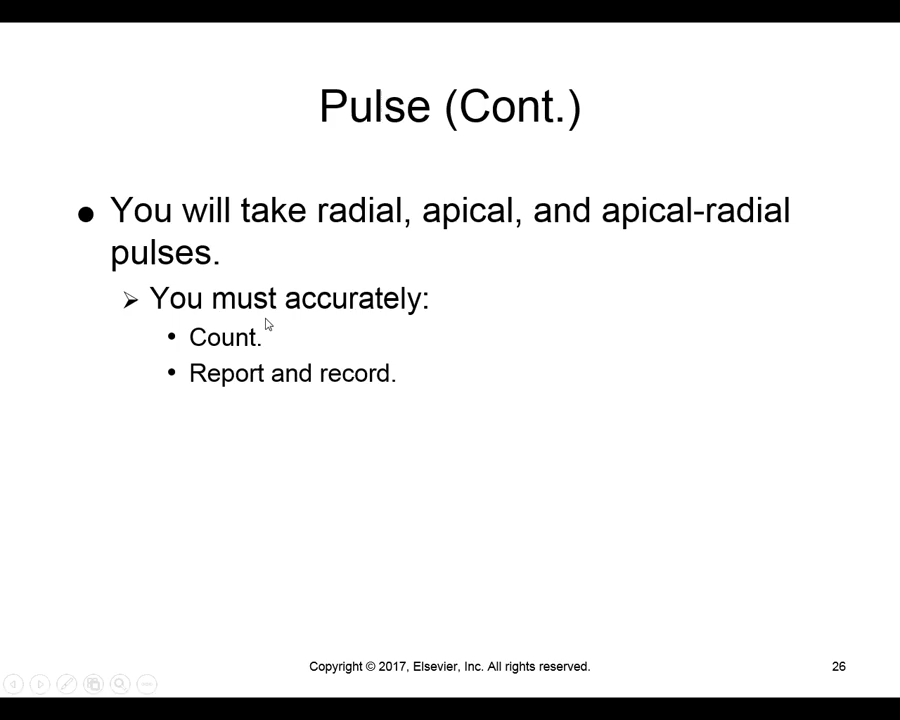 Pulse (Cont.)
● You will take radial, apical, and apical-radial
pulses.
➢ You must accurately:
• Count.
• Report and record.
Copyright © 2017, Elsevier, Inc. All rights reserved.
26